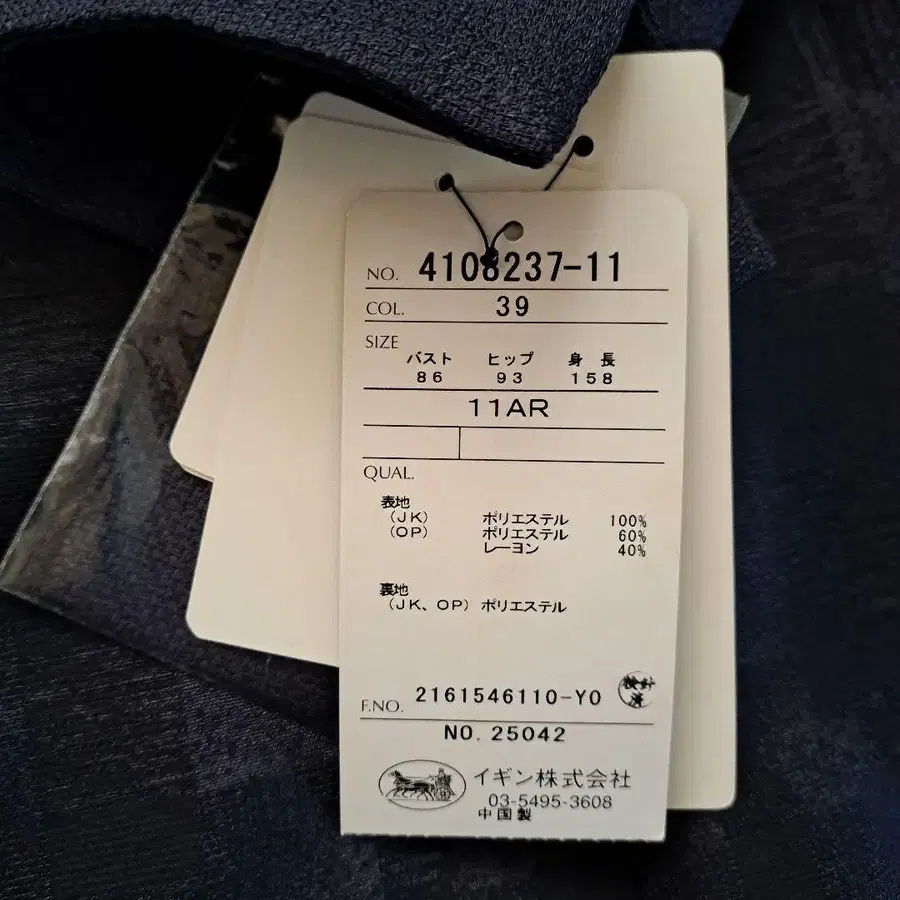 NO. 4108237-11
COL. 39
SIZE
バスト ヒップ 身 長
86 93 158
11AR
QUAL.
表地
(JK) ポリエステル 100%
(OP) ポリエステル 60%
レーヨン 40%
裏地
(JK、OP) ポリエステル
F.NO. 2161546110-Y0
NO. 25042
イギン株式会社
03-5495-3608
中国製